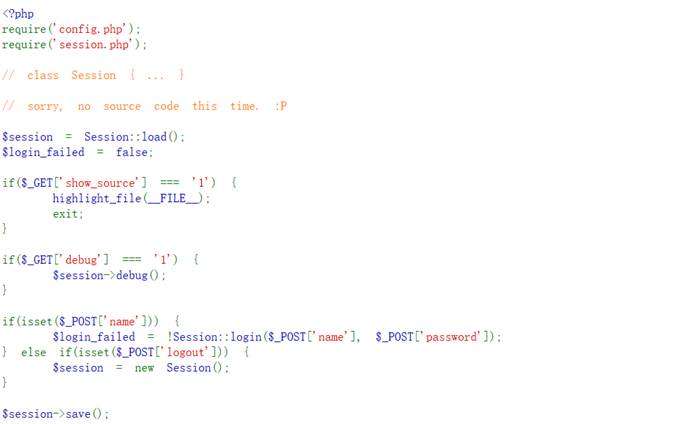 <?php
require('config.php');
require('session.php');
// class Session { ... }
// sorry, no source code this time. :P
$session = Session::load();
$login_failed = false;
if($_GET['show_source'] === '1') {
highlight_file(__FILE__);
exit;
}
if($_GET['debug'] === '1') {
$session->debug();
}
if(isset($_POST['name'])) {
$login_failed = !Session::login($_POST['name'], $_POST['password']);
} else if(isset($_POST['logout'])) {
$session = new Session();
}
$session->save();